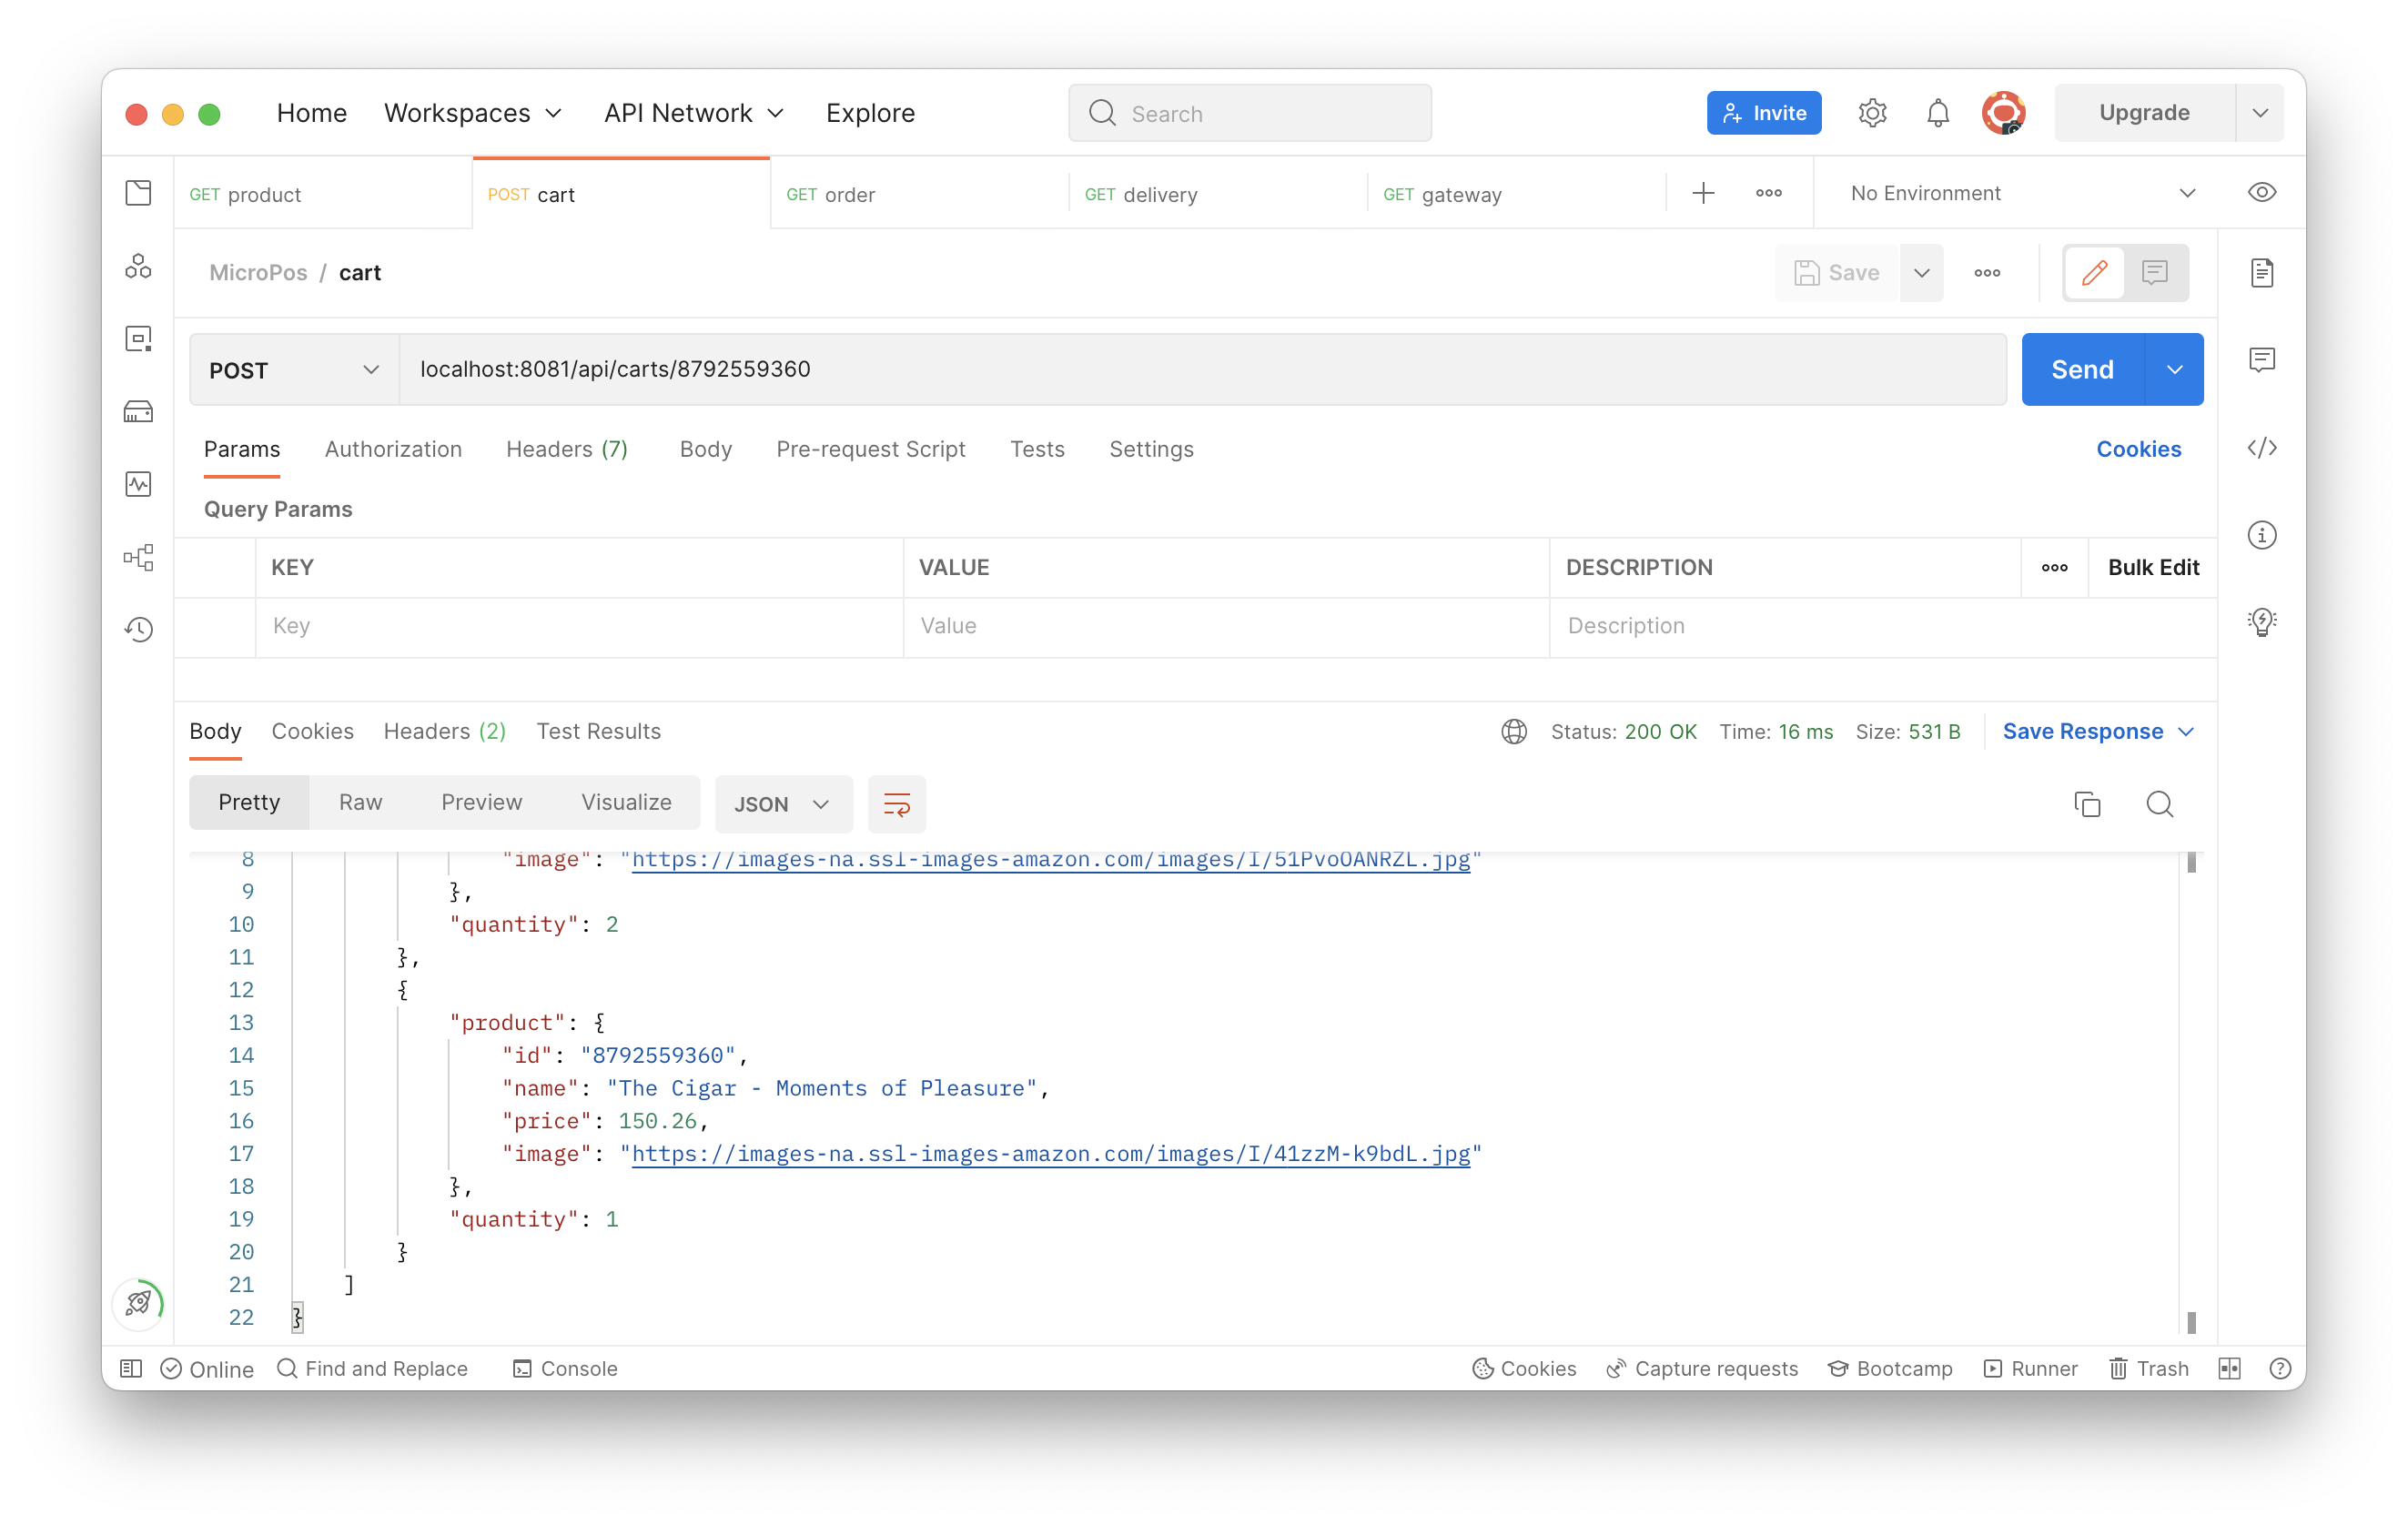 Home Workspaces API Network Explore Search Invite Upgrade
GET product POST cart GET order GET delivery GET gateway No Environment
MicroPos / cart Save
POST localhost:8081/api/carts/8792559360 Send
Params Authorization Headers (7) Body Pre-request Script Tests Settings Cookies
Query Params
KEY VALUE DESCRIPTION Bulk Edit
Key Value Description
Body Cookies Headers (2) Test Results Status: 200 OK Time: 16 ms Size: 531 B Save Response
Pretty Raw Preview Visualize JSON
8 "image": "https://images-na.ssl-images-amazon.com/images/I/51PvoOANRZL.jpg"
9 },
10 "quantity": 2
11 },
12 {
13 "product": {
14 "id": "8792559360",
15 "name": "The Cigar - Moments of Pleasure",
16 "price": 150.26,
17 "image": "https://images-na.ssl-images-amazon.com/images/I/41zzM-k9bdL.jpg"
18 },
19 "quantity": 1
20 }
21 ]
22 }
Online Find and Replace Console Cookies Capture requests Bootcamp Runner Trash